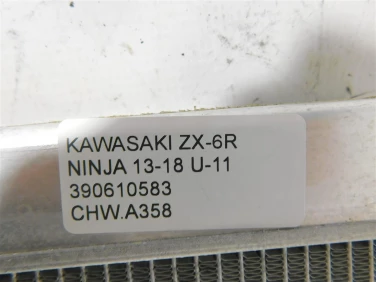 KAWASAKI ZX-6R
NINJA 13-18 U-11
390610583
CHW.A358